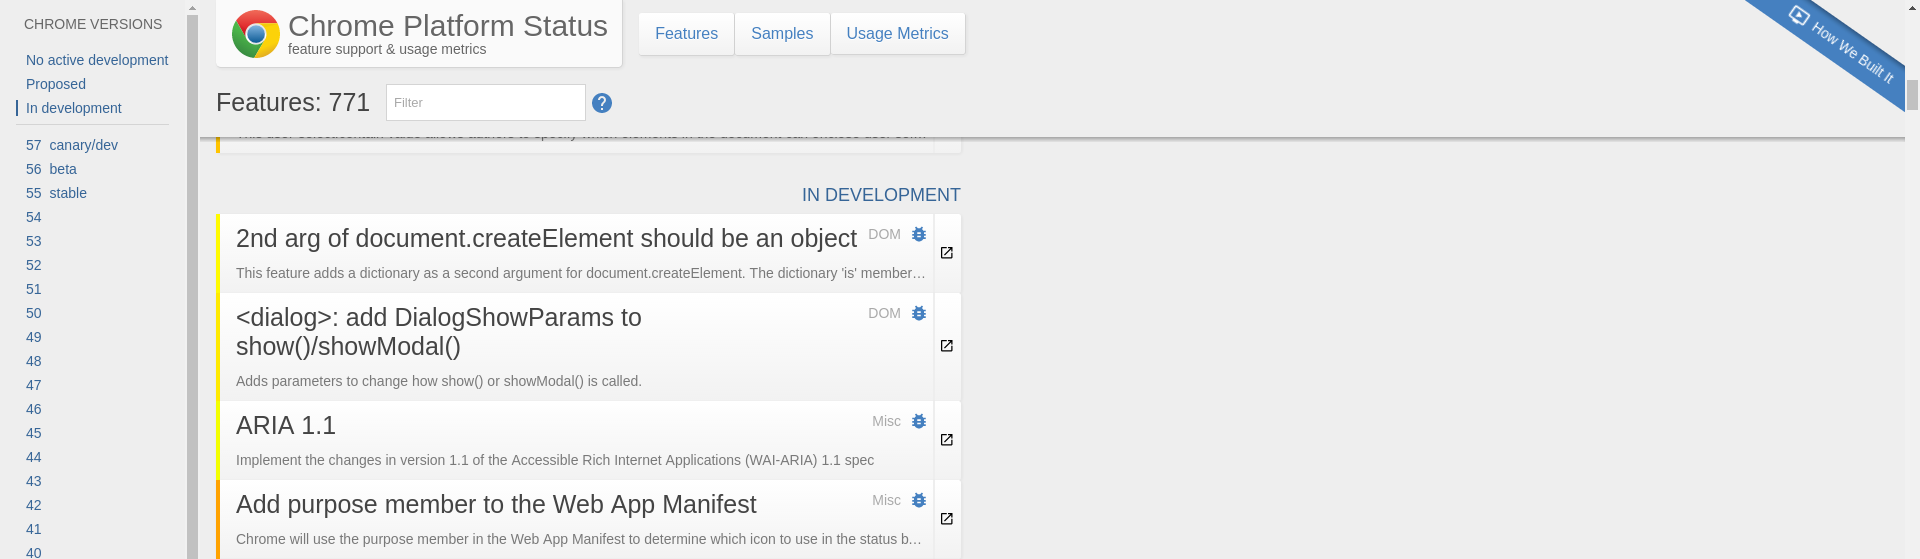 CHROME VERSIONS
No active development
Proposed
In development
57 canary/dev
56 beta
55 stable
54
53
52
51
50
49
48
47
46
45
44
43
42
41
40
Chrome Platform Status
feature support & usage metrics
Features
Samples
Usage Metrics
How We Built It
Features: 771
Filter
?
IN DEVELOPMENT
2nd arg of document.createElement should be an object
DOM
This feature adds a dictionary as a second argument for document.createElement. The dictionary 'is' member…
<dialog>: add DialogShowParams to
show()/showModal()
DOM
Adds parameters to change how show() or showModal() is called.
ARIA 1.1
Misc
Implement the changes in version 1.1 of the Accessible Rich Internet Applications (WAI-ARIA) 1.1 spec
Add purpose member to the Web App Manifest
Misc
Chrome will use the purpose member in the Web App Manifest to determine which icon to use in the status b…